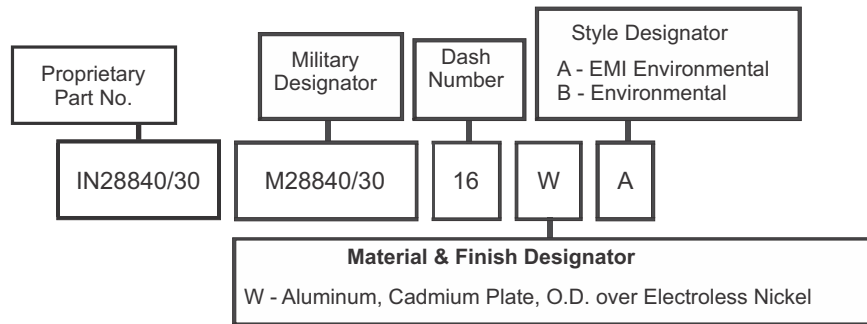 Proprietary
Part No.
Military
Designator
Dash
Number
Style Designator
A - EMI Environmental
B - Environmental
IN28840/30
M28840/30
16
W
A
Material & Finish Designator
W - Aluminum, Cadmium Plate, O.D. over Electroless Nickel